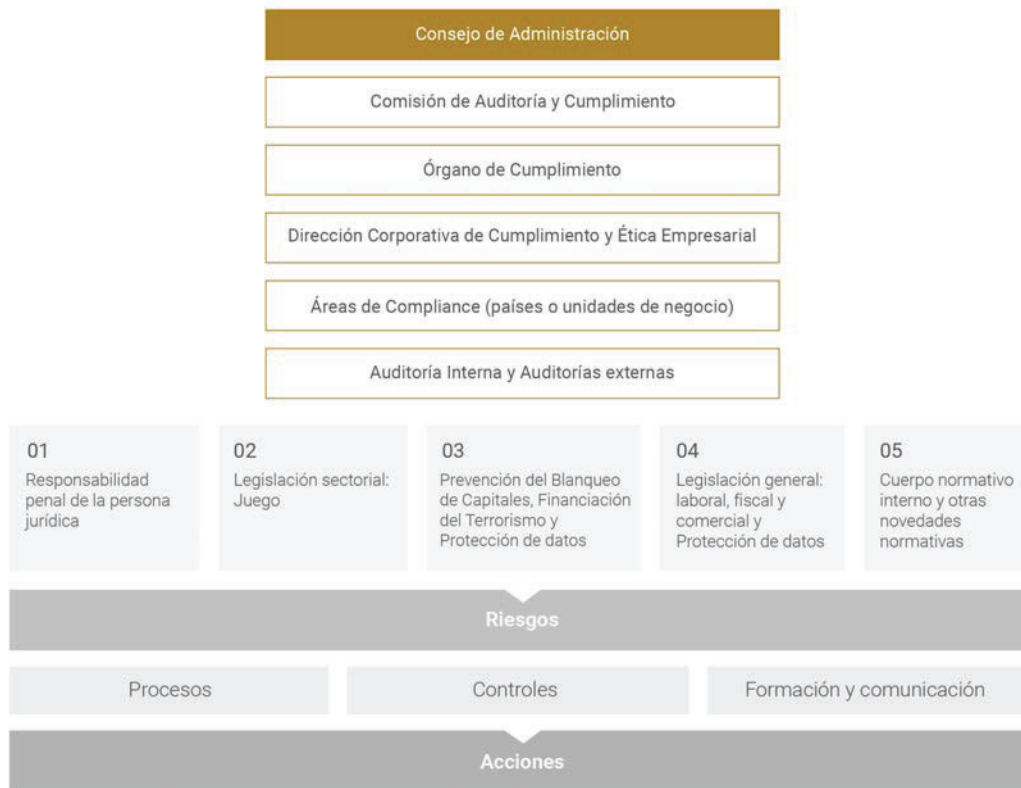 Consejo de Administración
Comisión de Auditoría y Cumplimiento
Órgano de Cumplimiento
Dirección Corporativa de Cumplimiento y Ética Empresarial
Áreas de Compliance (países o unidades de negocio)
Auditoría Interna y Auditorías externas
01
Responsabilidad
penal de la persona
jurídica
02
Legislación sectorial:
Juego
03
Prevención del Blanqueo
de Capitales, Financiación
del Terrorismo y
Protección de datos
04
Legislación general:
laboral, fiscal y
comercial y
Protección de datos
05
Cuerpo normativo
interno y otras
novedades
normativas
Riesgos
Procesos
Controles
Formación y comunicación
Acciones